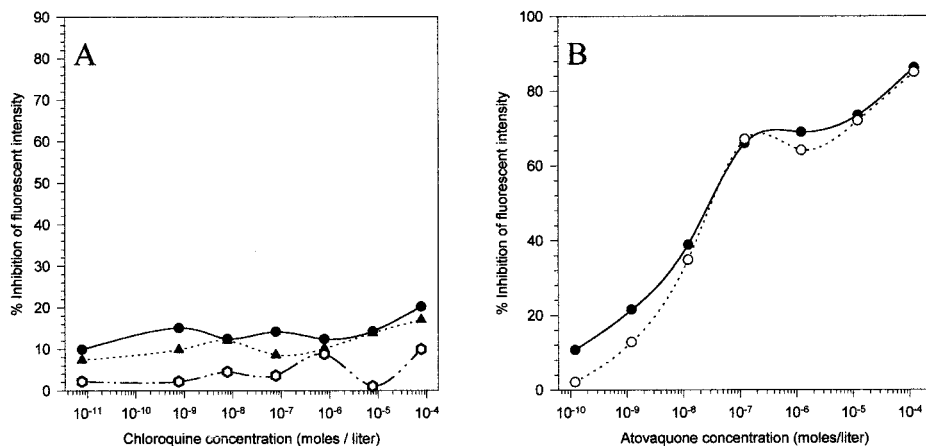 A
% Inhibition of fluorescent intensity
90
80
70
60
50
40
30
20
10
0
10-11 10-10 10-9 10-8 10-7 10-6 10-5 10-4
Chloroquine concentration (moles / liter)
B
% Inhibition of fluorescent intensity
100
80
60
40
20
0
10-10 10-9 10-8 10-7 10-6 10-5 10-4
Atovaquone concentration (moles/liter)